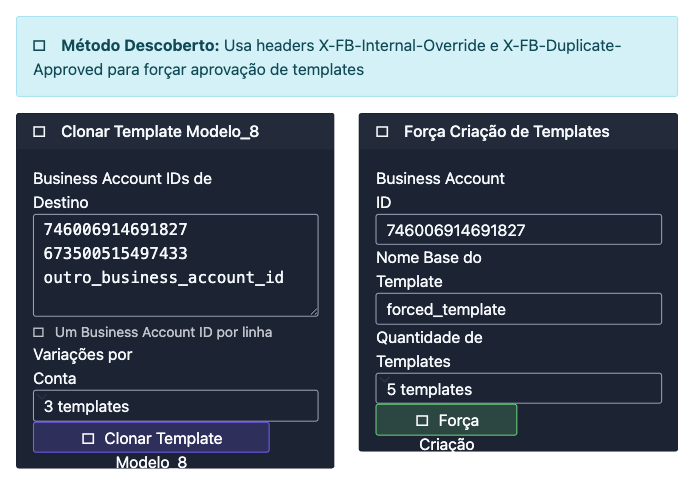 Método Descoberto: Usa headers X-FB-Internal-Override e X-FB-Duplicate-
Approved para forçar aprovação de templates
Clonar Template Modelo_8
Business Account IDs de
Destino
746006914691827
673500515497433
outro_business_account_id
Um Business Account ID por linha
Variações por
Conta
3 templates
Clonar Template
Modelo_8
Força Criação de Templates
Business Account
ID
746006914691827
Nome Base do
Template
forced_template
Quantidade de
Templates
5 templates
Força
Criação